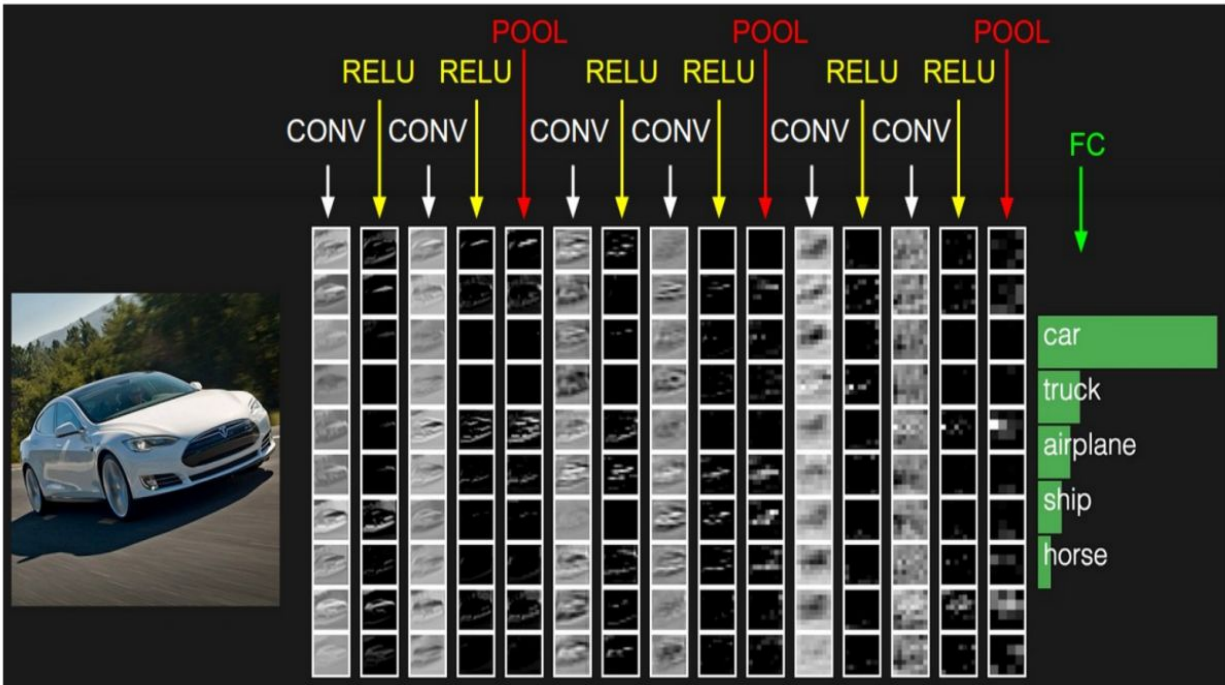 POOL POOL POOL
RELU RELU RELU RELU RELU RELU
CONV CONV CONV CONV CONV CONV
FC
car
truck
airplane
ship
horse